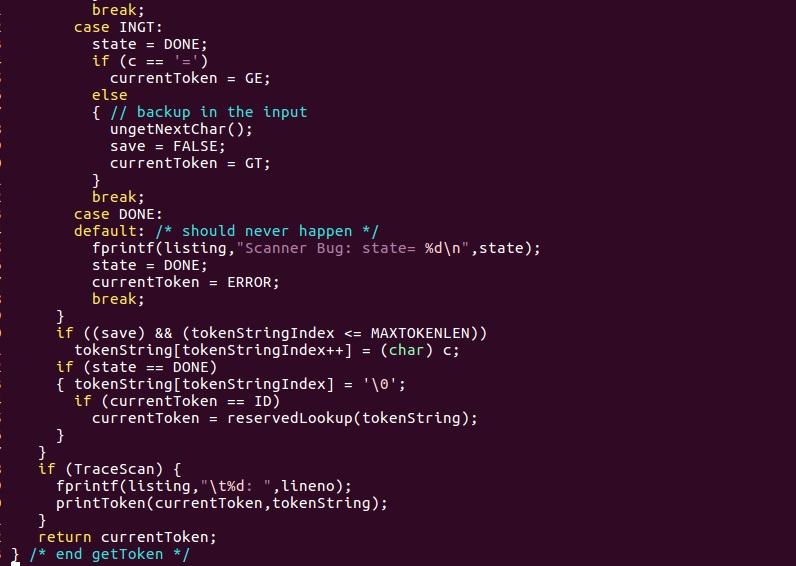 break;
case INGT:
state = DONE;
if (c == '=')
currentToken = GE;
else
{ // backup in the input
ungetNextChar();
save = FALSE;
currentToken = GT;
}
break;
case DONE:
default: /* should never happen */
fprintf(listing,"Scanner Bug: state= %d\n",state);
state = DONE;
currentToken = ERROR;
break;
}
if ((save) && (tokenStringIndex <= MAXTOKENLEN))
tokenString[tokenStringIndex++] = (char) c;
if (state == DONE)
{ tokenString[tokenStringIndex] = '\0';
if (currentToken == ID)
currentToken = reservedLookup(tokenString);
}
}
if (TraceScan) {
fprintf(listing,"\t%d: ",lineno);
printToken(currentToken,tokenString);
}
return currentToken;
} /* end getToken */